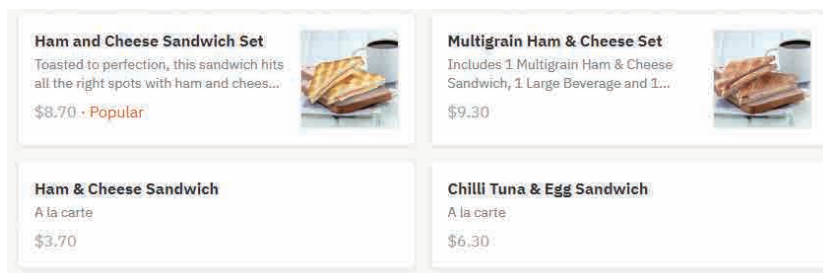 Ham and Cheese Sandwich Set
Toasted to perfection, this sandwich hits
all the right spots with ham and chees...
$8.70 · Popular
Multigrain Ham & Cheese Set
Includes 1 Multigrain Ham & Cheese
Sandwich, 1 Large Beverage and 1...
$9.30
Ham & Cheese Sandwich
A la carte
$3.70
Chilli Tuna & Egg Sandwich
A la carte
$6.30